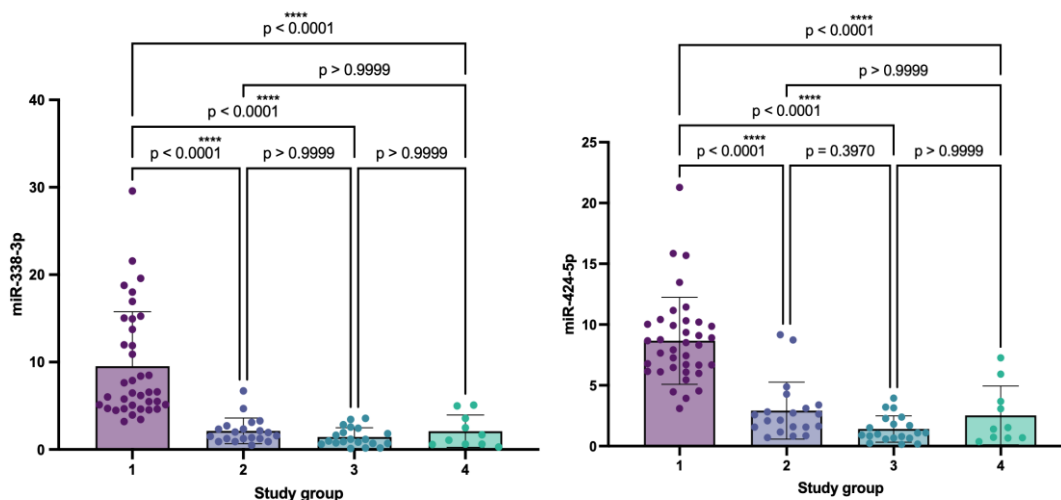 ****
p < 0.0001
p > 0.9999
****
p < 0.0001
****
p < 0.0001
p > 0.9999
p > 0.9999
40
30
20
10
0
miR-338-3p
1
2
3
4
Study group
****
p < 0.0001
p > 0.9999
****
p < 0.0001
****
p < 0.0001
p = 0.3970
p > 0.9999
25
20
15
10
5
0
miR-424-5p
1
2
3
4
Study group